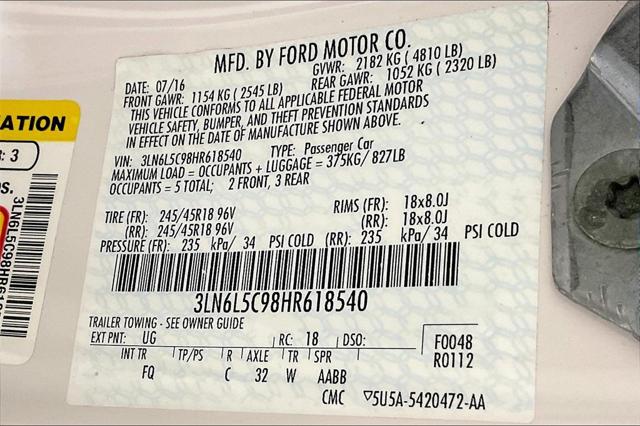 MFD. BY FORD MOTOR CO.
DATE: 07/16 GVWR: 2182 KG ( 4810 LB)
FRONT GAWR: 1154 KG ( 2545 LB) REAR GAWR: 1052 KG ( 2320 LB)
THIS VEHICLE CONFORMS TO ALL APPLICABLE FEDERAL MOTOR
VEHICLE SAFETY, BUMPER, AND THEFT PREVENTION STANDARDS
IN EFFECT ON THE DATE OF MANUFACTURE SHOWN ABOVE.
VIN: 3LN6L5C98HR618540 TYPE: Passenger Car
MAXIMUM LOAD = OCCUPANTS + LUGGAGE = 375KG/ 827LB
OCCUPANTS = 5 TOTAL; 2 FRONT, 3 REAR
TIRE (FR): 245/45R18 96V RIMS (FR): 18x8.0J
(RR): 245/45R18 96V (RR): 18x8.0J
PRESSURE (FR): 235 kPa/ 34 PSI COLD (RR): 235 kPa/ 34 PSI COLD
3LN6L5C98HR618540
TRAILER TOWING - SEE OWNER GUIDE
EXT PNT: UG RC: 18 DSO: F0048
R0112
INT TR TP/PS R AXLE TR SPR
FQ C 32 W AABB
CMC ▽5U5A-5420472-AA
ATION
: 3
DS.